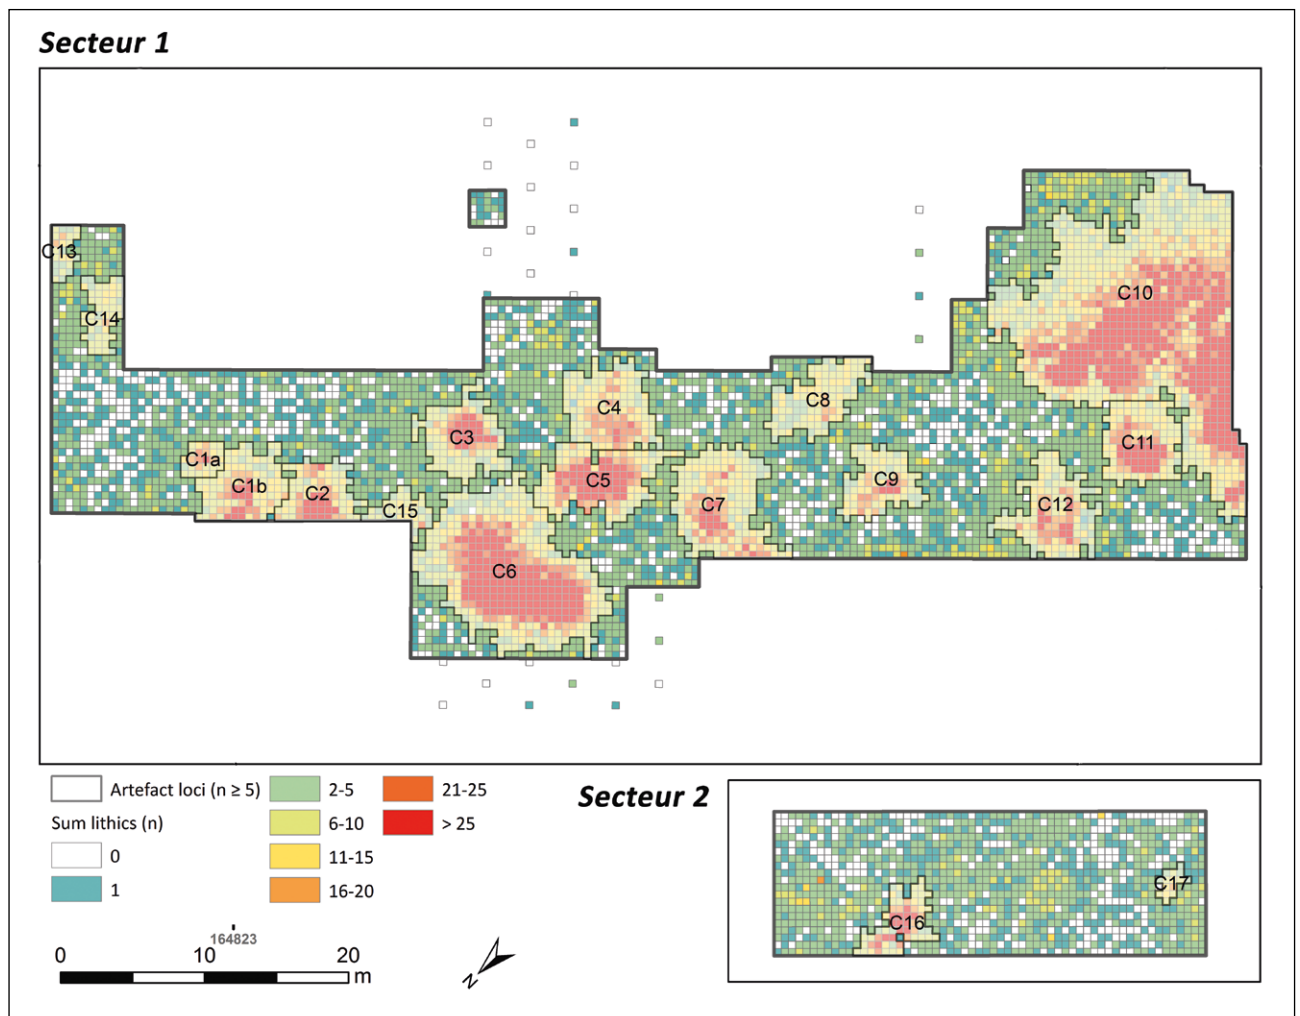 Secteur 1
C13
C14
C10
C4
C8
C3
C11
C1a
C5
C9
C1b
C2
C7
C12
C15
C6
Artefact loci (n ≥ 5)
Sum lithics (n)
0
1
2-5
6-10
11-15
16-20
21-25
> 25
164823
0 10 20
m
N
Secteur 2
C17
C16